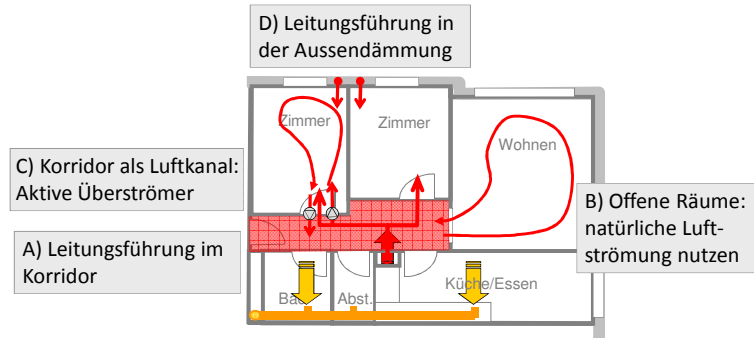 D) Leitungsführung in
der Aussendämmung
Zimmer
Zimmer
Wohnen
C) Korridor als Luftkanal:
Aktive Überströmer
B) Offene Räume:
natürliche Luft-
strömung nutzen
A) Leitungsführung im
Korridor
Küche/Essen
Bad
Abst.